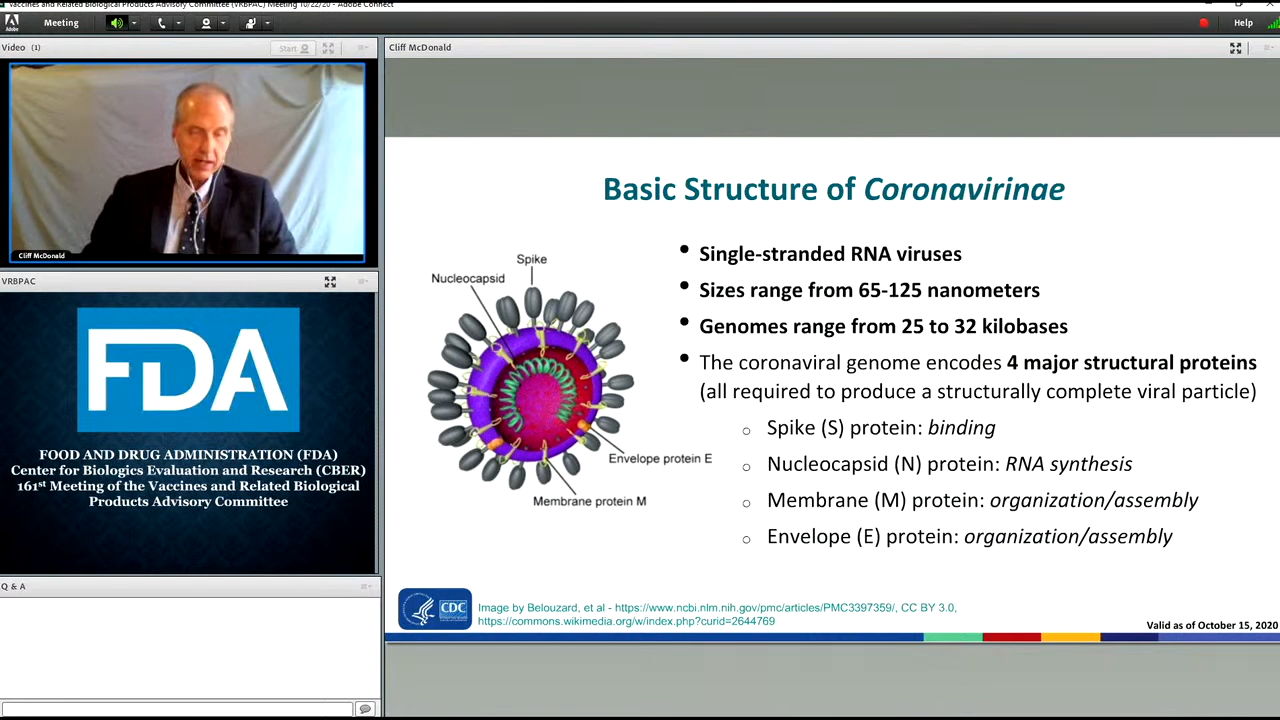 Vaccines and Related Biological Products Advisory Committee (VRBPAC) Meeting 10/22/20 - Adobe Connect
Adobe
Meeting
Help
Video (1)
Start
Cliff McDonald
VRBPAC
FDA
FOOD AND DRUG ADMINISTRATION (FDA)
Center for Biologics Evaluation and Research (CBER)
161st Meeting of the Vaccines and Related Biological
Products Advisory Committee
Q & A
Cliff McDonald
Basic Structure of Coronavirinae
Spike
Nucleocapsid
Envelope protein E
Membrane protein M
• Single-stranded RNA viruses
• Sizes range from 65-125 nanometers
• Genomes range from 25 to 32 kilobases
• The coronaviral genome encodes 4 major structural proteins
(all required to produce a structurally complete viral particle)
○ Spike (S) protein: binding
○ Nucleocapsid (N) protein: RNA synthesis
○ Membrane (M) protein: organization/assembly
○ Envelope (E) protein: organization/assembly
CDC
Image by Belouzard, et al - https://www.ncbi.nlm.nih.gov/pmc/articles/PMC3397359/, CC BY 3.0,
https://commons.wikimedia.org/w/index.php?curid=2644769
Valid as of October 15, 2020